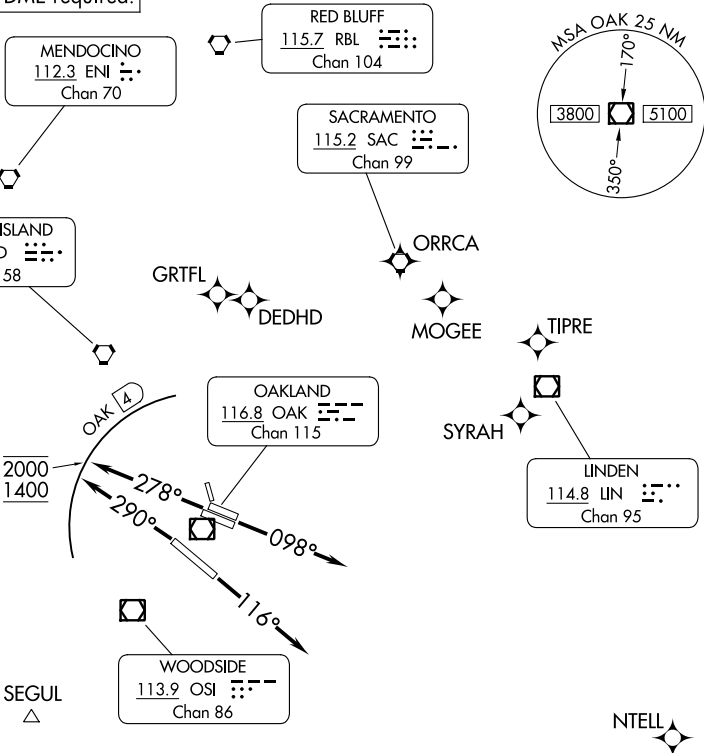 DME required.
MENDOCINO
112.3 ENI
Chan 70
RED BLUFF
115.7 RBL
Chan 104
MSA OAK 25 NM
170°
3800
5100
350°
SACRAMENTO
115.2 SAC
Chan 99
ISLAND
58
ORRCA
GRTFL
DEDHD
MOGEE
TIPRE
OAK 4
OAKLAND
116.8 OAK
Chan 115
SYRAH
2000
1400
278°
290°
098°
116°
LINDEN
114.8 LIN
Chan 95
WOODSIDE
113.9 OSI
Chan 86
SEGUL
NTELL